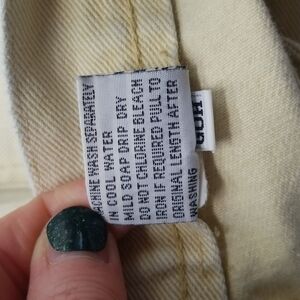 CHINE WASH SEPARATELY
IN COOL WATER
MILD SOAP DRIP DRY
DO NOT CHLORINE BLEACH
IRON IF REQUIRED PULL TO
ORIGINAL LENGTH AFTER
WASHING